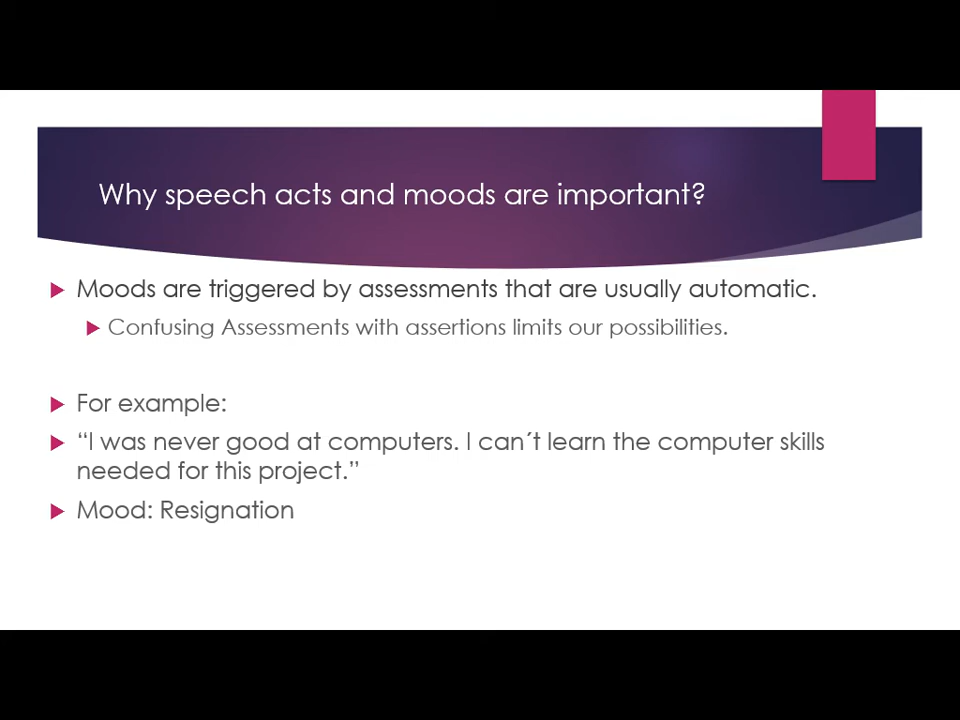 Why speech acts and moods are important?
Moods are triggered by assessments that are usually automatic.
Confusing Assessments with assertions limits our possibilities.
For example:
“I was never good at computers. I can´t learn the computer skills
needed for this project.”
Mood: Resignation